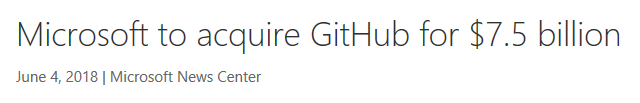 Microsoft to acquire GitHub for $7.5 billion
June 4, 2018 | Microsoft News Center